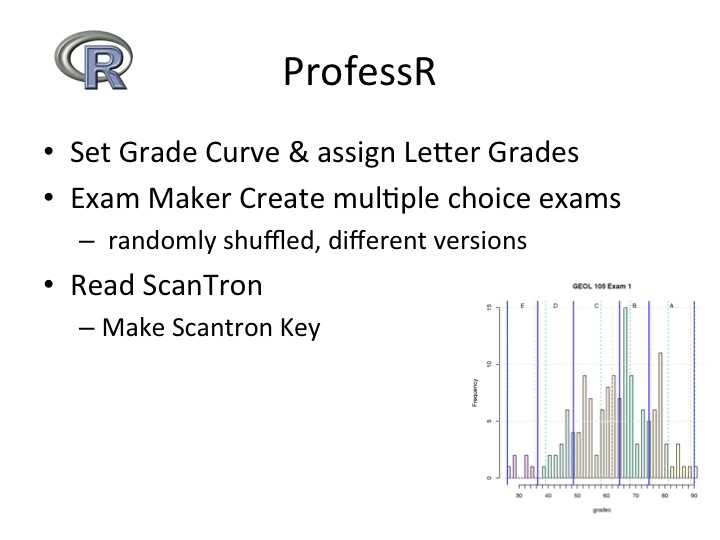 R
ProfessR
• Set Grade Curve & assign Letter Grades
• Exam Maker Create multiple choice exams
– randomly shuffled, different versions
• Read ScanTron
– Make Scantron Key
GEOL 105 Exam 1
E D C B A
Frequency
15
10
5
0
30 40 50 60 70 80 90
grades